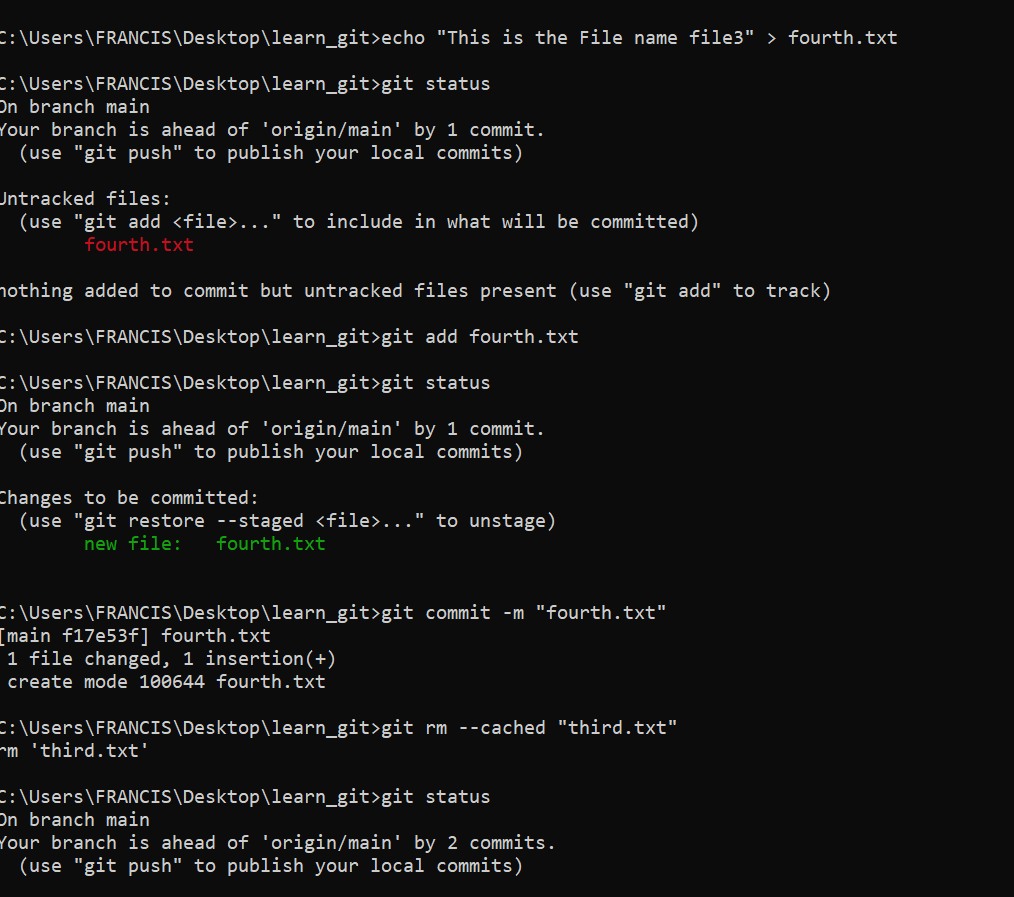 C:\Users\FRANCIS\Desktop\learn_git>echo "This is the File name file3" > fourth.txt
C:\Users\FRANCIS\Desktop\learn_git>git status
On branch main
Your branch is ahead of 'origin/main' by 1 commit.
(use "git push" to publish your local commits)
Untracked files:
(use "git add <file>..." to include in what will be committed)
fourth.txt
nothing added to commit but untracked files present (use "git add" to track)
C:\Users\FRANCIS\Desktop\learn_git>git add fourth.txt
C:\Users\FRANCIS\Desktop\learn_git>git status
On branch main
Your branch is ahead of 'origin/main' by 1 commit.
(use "git push" to publish your local commits)
Changes to be committed:
(use "git restore --staged <file>..." to unstage)
new file:   fourth.txt
C:\Users\FRANCIS\Desktop\learn_git>git commit -m "fourth.txt"
[main f17e53f] fourth.txt
1 file changed, 1 insertion(+)
create mode 100644 fourth.txt
C:\Users\FRANCIS\Desktop\learn_git>git rm --cached "third.txt"
rm 'third.txt'
C:\Users\FRANCIS\Desktop\learn_git>git status
On branch main
Your branch is ahead of 'origin/main' by 2 commits.
(use "git push" to publish your local commits)